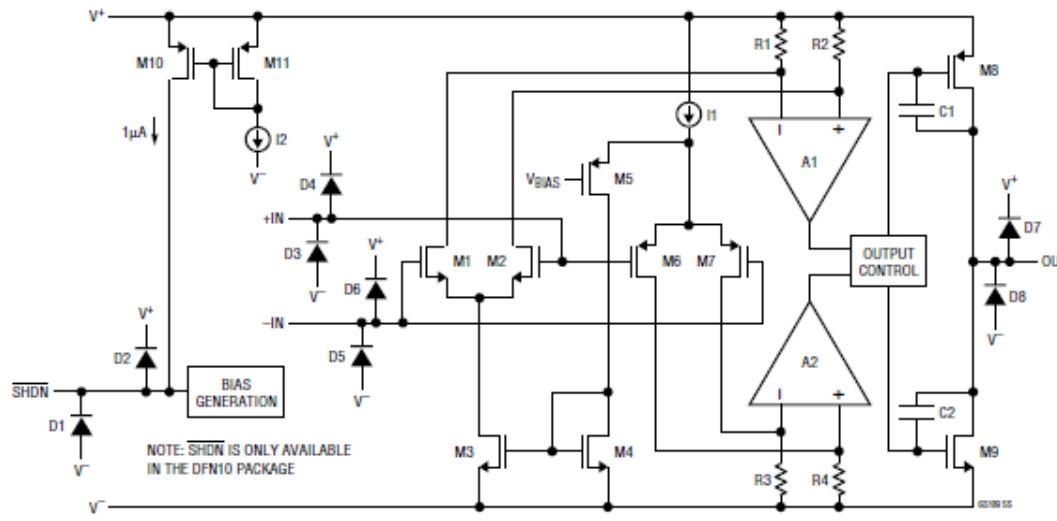 V+
R1
R2
M10
M11
M8
C1
1µA
I2
I1
V−
V+
A1
D4
VBIAS
M5
V+
+IN
D7
D3
V+
M1
M2
M6
M7
OUTPUT
CONTROL
OU
V−
D6
D8
−IN
V+
V−
D2
D5
A2
SHDN
BIAS
GENERATION
V−
C2
D1
NOTE: SHDN IS ONLY AVAILABLE
IN THE DFN10 PACKAGE
M3
M4
M9
V−
R3
R4
V−